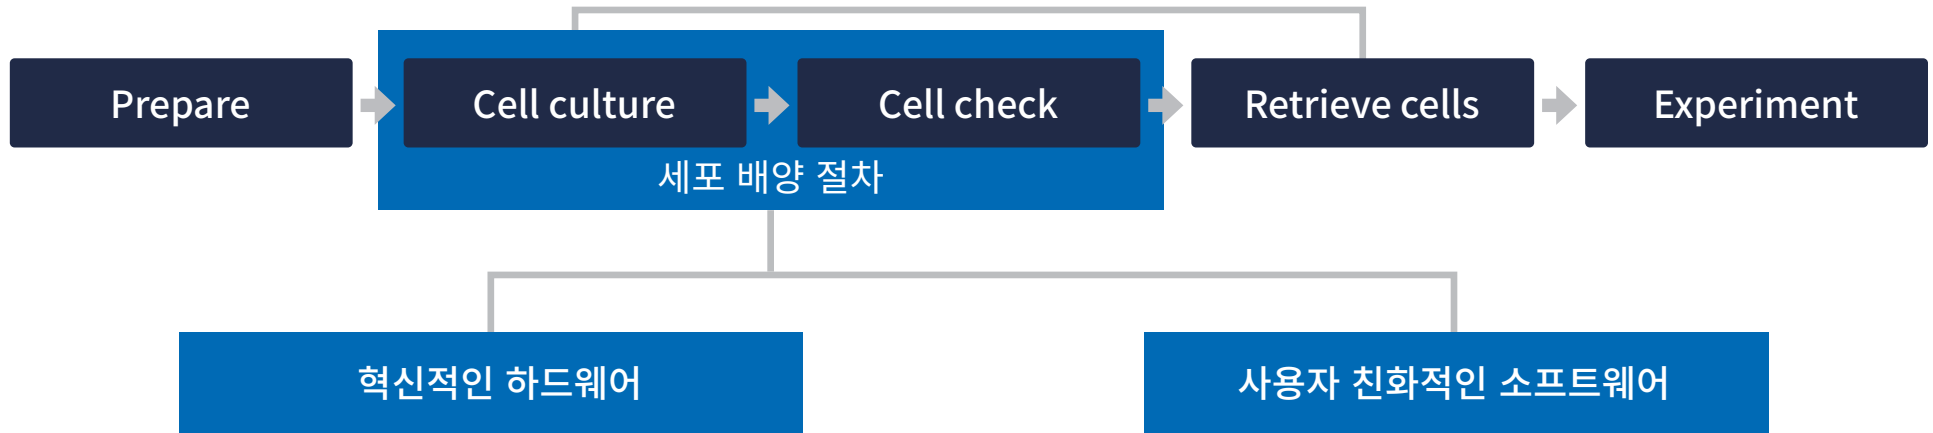 Prepare
Cell culture
Cell check
Retrieve cells
Experiment
세포 배양 절차
혁신적인 하드웨어
사용자 친화적인 소프트웨어